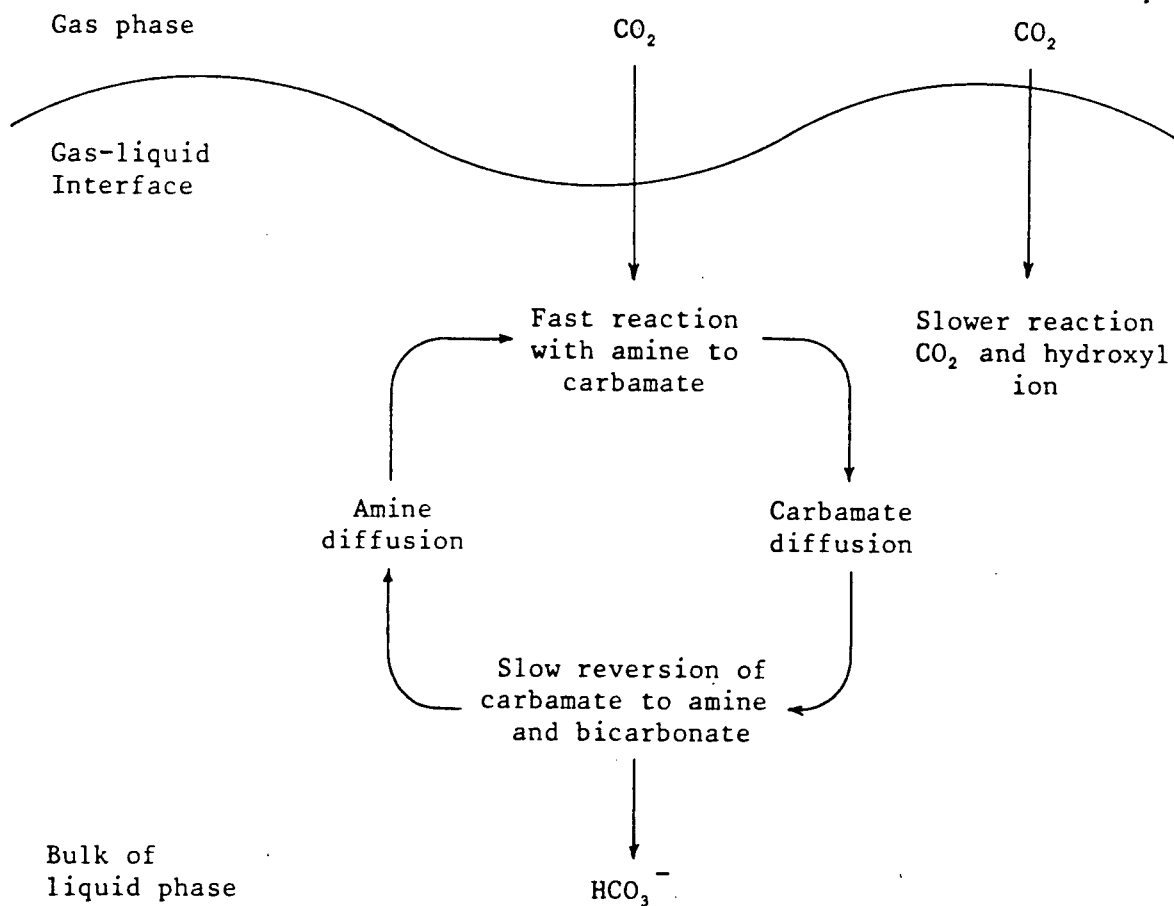 Gas phase
CO₂
CO₂
Gas-liquid
Interface
Fast reaction
with amine to
carbamate
Slower reaction
CO₂ and hydroxyl
ion
Amine
diffusion
Carbamate
diffusion
Slow reversion of
carbamate to amine
and bicarbonate
Bulk of
liquid phase
HCO₃⁻